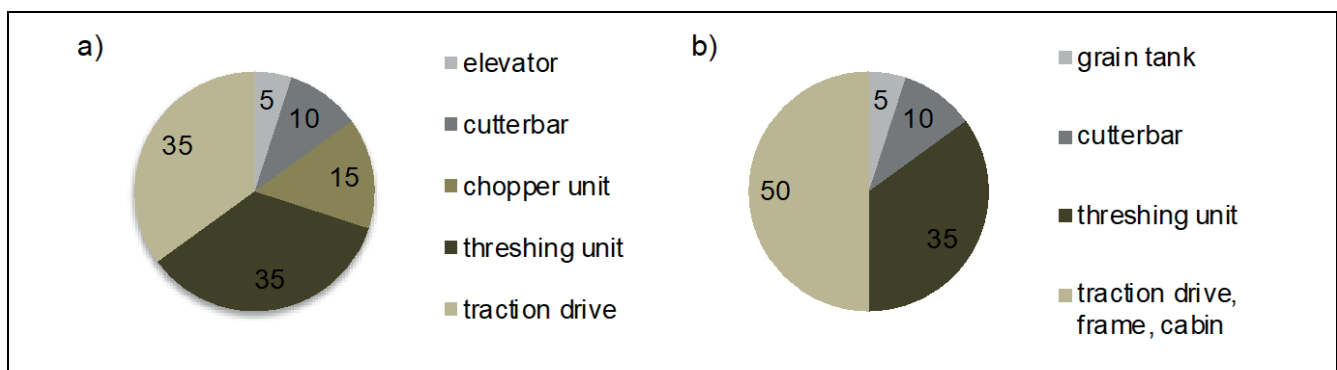 a)
5
10
15
35
35
elevator
cutterbar
chopper unit
threshing unit
traction drive
b)
5
10
35
50
grain tank
cutterbar
threshing unit
traction drive,
frame, cabin